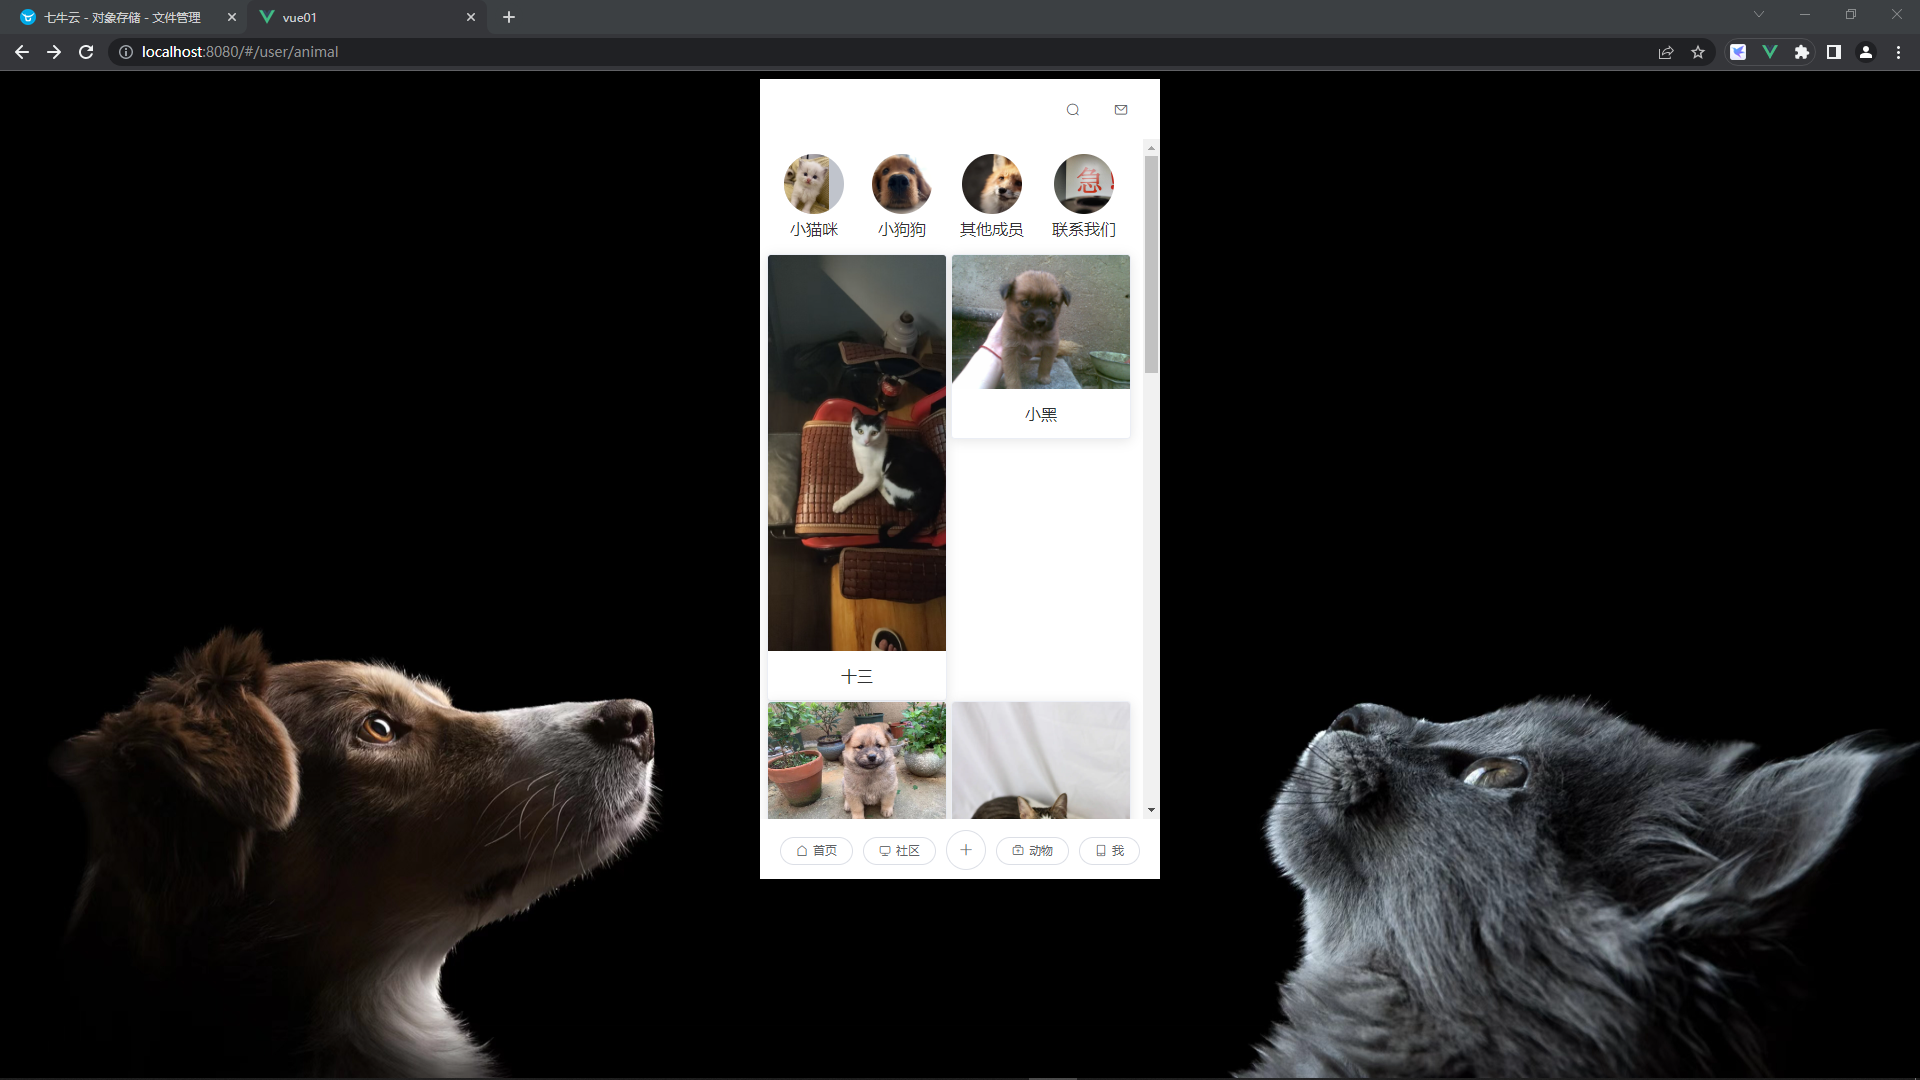 七牛云 - 对象存储 - 文件管理
vue01
localhost:8080/#/user/animal
急!
小猫咪
小狗狗
其他成员
联系我们
小黑
十三
首页
社区
动物
我